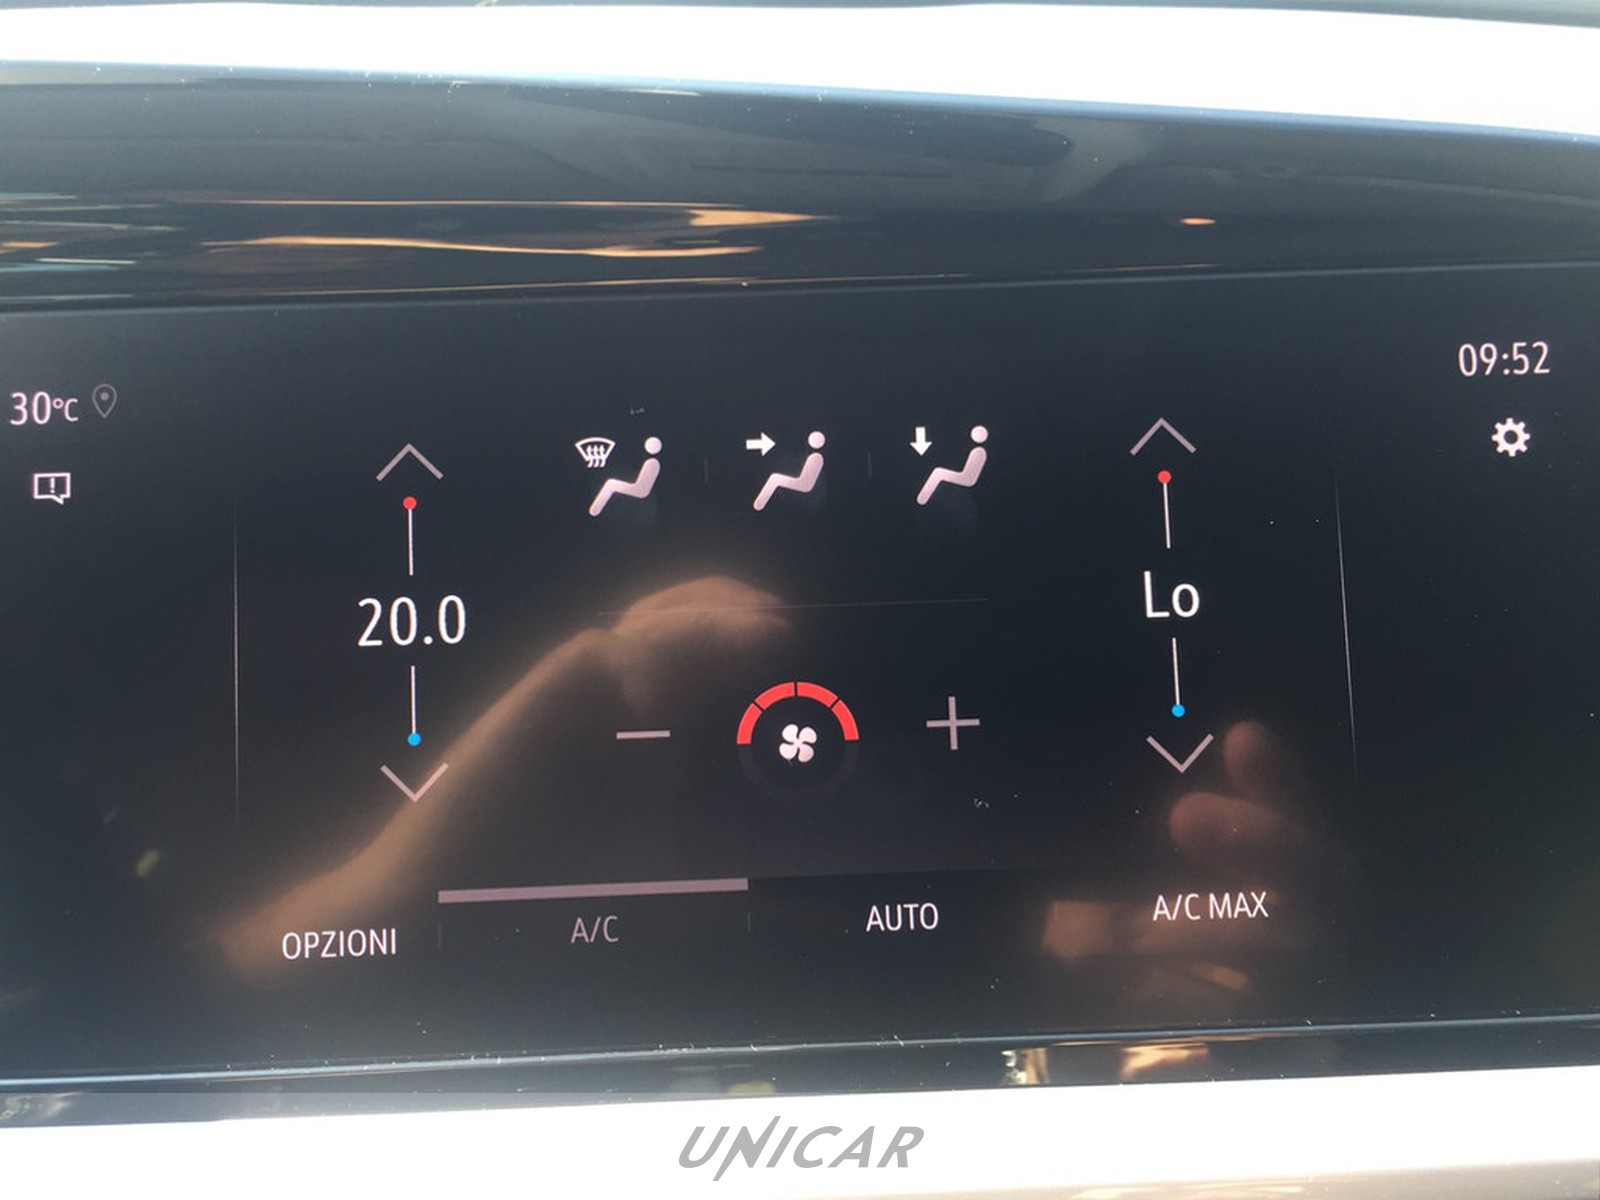 09:52
30°C
20.0
Lo
OPZIONI
A/C
AUTO
A/C MAX
UNICAR